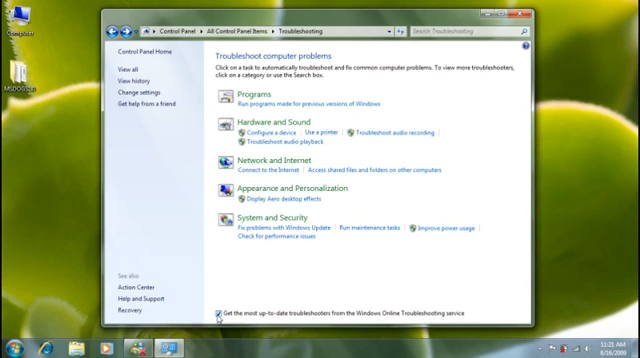 Computer
MSDOGS
Control Panel ▸ All Control Panel Items ▸ Troubleshooting
Search Troubleshooting
Control Panel Home
View all
View history
Change settings
Get help from a friend
See also
Action Center
Help and Support
Recovery
Troubleshoot computer problems
Click on a task to automatically troubleshoot and fix common computer problems. To view more troubleshooters,
click on a category or use the Search box.
Programs
Run programs made for previous versions of Windows
Hardware and Sound
Configure a device Use a printer Troubleshoot audio recording
Troubleshoot audio playback
Network and Internet
Connect to the Internet Access shared files and folders on other computers
Appearance and Personalization
Display Aero desktop effects
System and Security
Fix problems with Windows Update Run maintenance tasks Improve power usage
Check for performance issues
Get the most up-to-date troubleshooters from the Windows Online Troubleshooting service
11:21 AM
8/16/2009